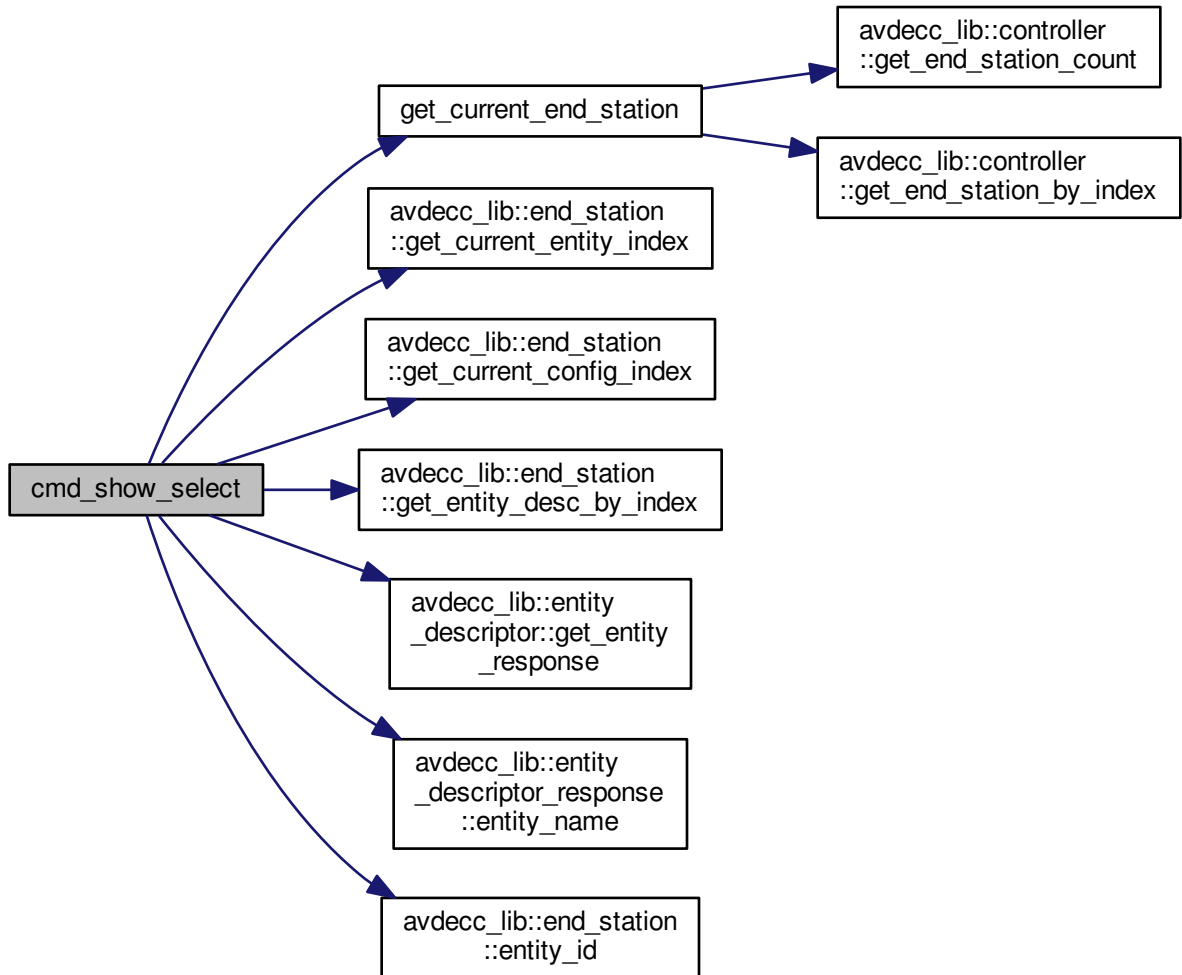 avdecc_lib::controller
::get_end_station_count
get_current_end_station
avdecc_lib::controller
::get_end_station_by_index
avdecc_lib::end_station
::get_current_entity_index
avdecc_lib::end_station
::get_current_config_index
cmd_show_select
avdecc_lib::end_station
::get_entity_desc_by_index
avdecc_lib::entity
_descriptor::get_entity
_response
avdecc_lib::entity
_descriptor_response
::entity_name
avdecc_lib::end_station
::entity_id